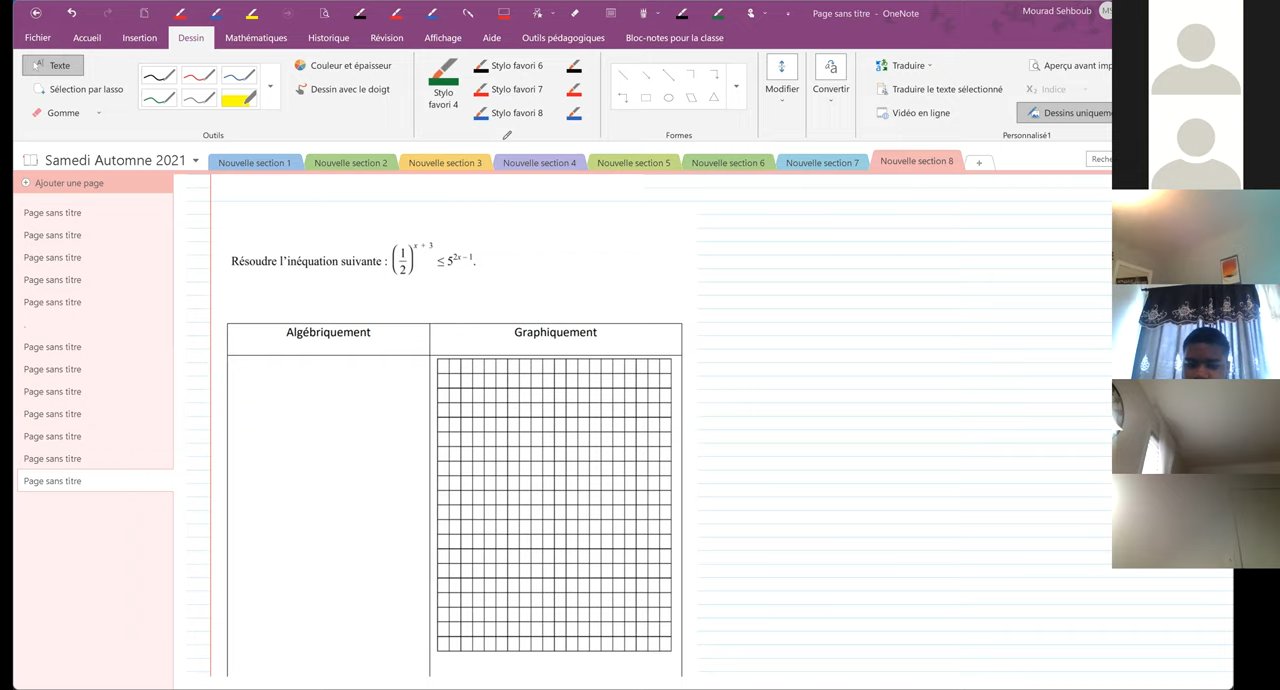 Page sans titre - OneNote
Mourad Sehboub
Fichier Accueil Insertion Dessin Mathématiques Historique Révision Affichage Aide Outils pédagogiques Bloc-notes pour la classe
Texte
Sélection par lasso
Gomme
Outils
Couleur et épaisseur
Dessin avec le doigt
Stylo favori 4
Stylo favori 6
Stylo favori 7
Stylo favori 8
Formes
Modifier
Convertir
Traduire
Traduire le texte sélectionné
Vidéo en ligne
Aperçu avant imp
Indice
Dessins uniqueme
Personnalisé1
Samedi Automne 2021
Nouvelle section 1 Nouvelle section 2 Nouvelle section 3 Nouvelle section 4 Nouvelle section 5 Nouvelle section 6 Nouvelle section 7 Nouvelle section 8 +
Reche
Ajouter une page
Page sans titre
Page sans titre
Page sans titre
Page sans titre
Page sans titre
.
Page sans titre
Page sans titre
Page sans titre
Page sans titre
Page sans titre
Page sans titre
Page sans titre
Résoudre l'inéquation suivante : (1/2)^(x + 3) ≤ 5^(2x – 1).
Algébriquement Graphiquement